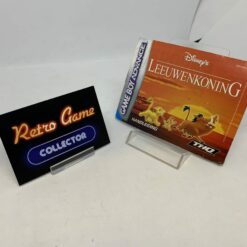 Retro Game
COLLECTOR
GAME BOY ADVANCE
Disney's
LEEUWENKONING
HANDLEIDING
THQ